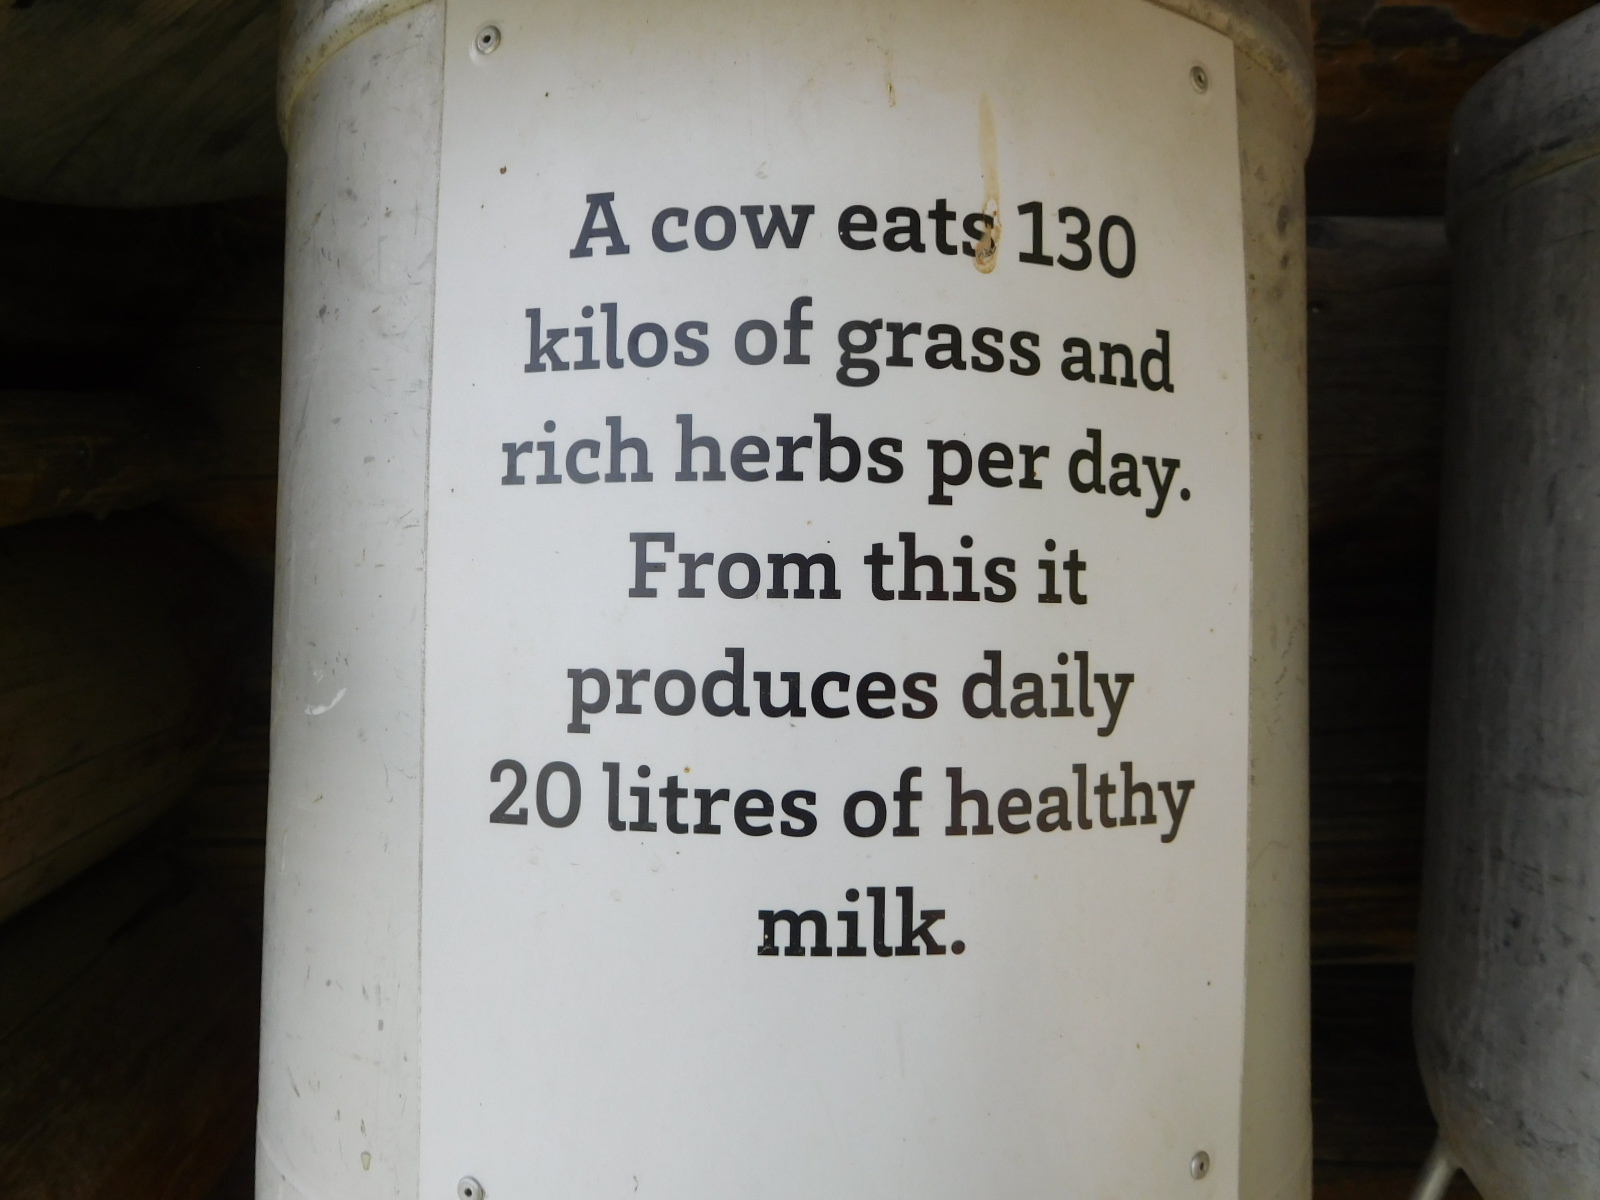 A cow eats 130
kilos of grass and
rich herbs per day.
From this it
produces daily
20 litres of healthy
milk.